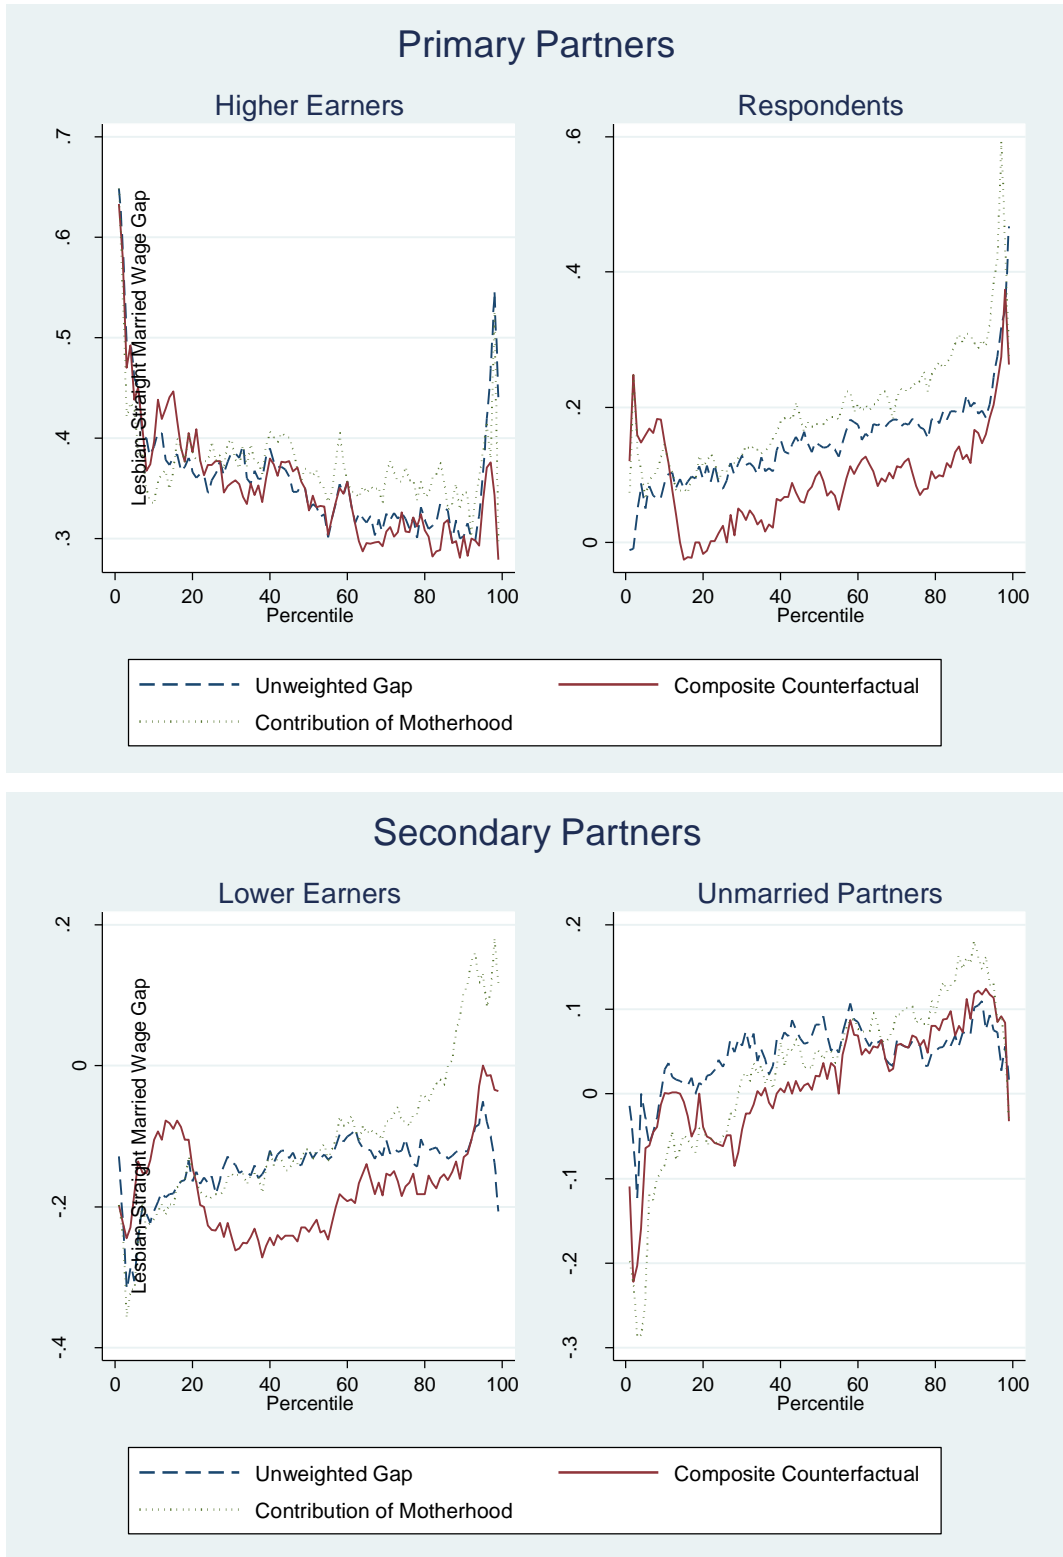 Primary Partners
Higher Earners
Respondents
Lesbian-Straight Married Wage Gap
.7
.6
.5
.4
.3
0 20 40 60 80 100
Percentile
.6
.4
.2
0
0 20 40 60 80 100
Percentile
Unweighted Gap
Composite Counterfactual
Contribution of Motherhood
Secondary Partners
Lower Earners
Unmarried Partners
Lesbian-Straight Married Wage Gap
.2
0
-.2
-.4
0 20 40 60 80 100
Percentile
.2
.1
0
-.1
-.2
-.3
0 20 40 60 80 100
Percentile
Unweighted Gap
Composite Counterfactual
Contribution of Motherhood